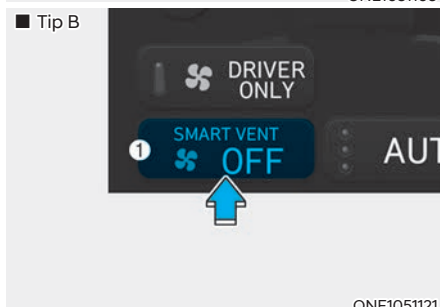 ■ Tip B
DRIVER
ONLY
① SMART VENT
OFF
AUT
ONE1051121